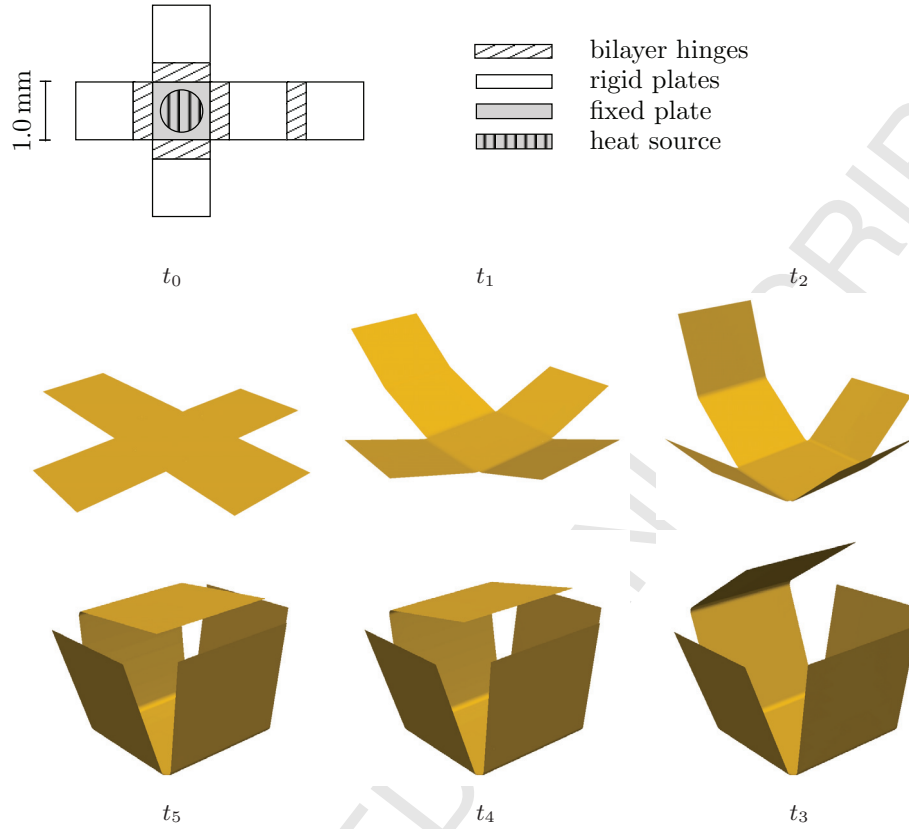 bilayer hinges
rigid plates
fixed plate
heat source
1.0 mm
t0 t1 t2
t5 t4 t3